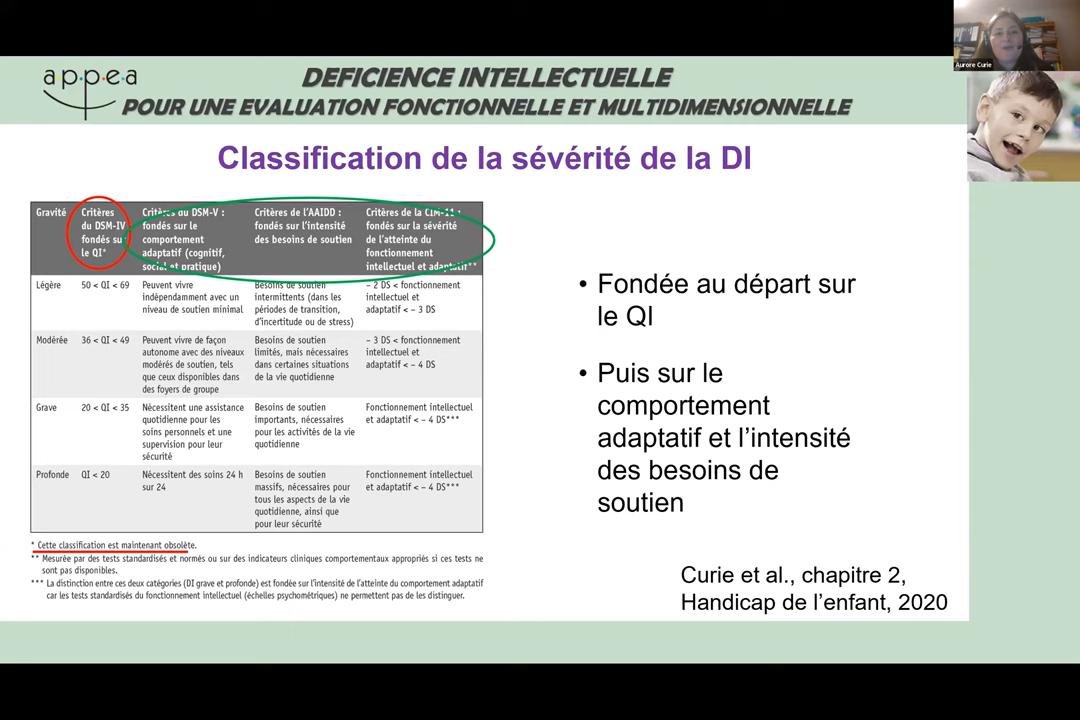 Aurore Curie
a·p·p·e·a
DEFICIENCE INTELLECTUELLE
POUR UNE EVALUATION FONCTIONNELLE ET MULTIDIMENSIONNELLE
Classification de la sévérité de la DI
Gravité
Critères
du DSM-IV
fondés sur
le QI*
Critères du DSM-V :
fondés sur le
comportement
adaptatif (cognitif,
social et pratique)
Critères de l'AAIDD :
fondés sur l'intensité
des besoins de soutien
Critères de la CIM-11 :
fondés sur la sévérité
de l'atteinte du
fonctionnement
intellectuel et adaptatif**
Légère
50 < QI < 69
Peuvent vivre
indépendamment avec un
niveau de soutien minimal
Besoins de soutien
intermittents (dans les
périodes de transition,
d'incertitude ou de stress)
– 2 DS < fonctionnement
intellectuel et
adaptatif < – 3 DS
Modérée
36 < QI < 49
Peuvent vivre de façon
autonome avec des niveaux
modérés de soutien, tels
que ceux disponibles dans
des foyers de groupe
Besoins de soutien
limités, mais nécessaires
dans certaines situations
de la vie quotidienne
– 3 DS < fonctionnement
intellectuel et
adaptatif < – 4 DS
Grave
20 < QI < 35
Nécessitent une assistance
quotidienne pour les
soins personnels et une
supervision pour leur
sécurité
Besoins de soutien
importants, nécessaires
pour les activités de la vie
quotidienne
Fonctionnement intellectuel
et adaptatif < – 4 DS***
Profonde
QI < 20
Nécessitent des soins 24 h
sur 24
Besoins de soutien
massifs, nécessaires pour
tous les aspects de la vie
quotidienne, ainsi que
pour leur sécurité
Fonctionnement intellectuel
et adaptatif < – 4 DS***
* Cette classification est maintenant obsolète.
** Mesurée par des tests standardisés et normés ou sur des indicateurs cliniques comportementaux appropriés si ces tests ne
sont pas disponibles.
*** La distinction entre ces deux catégories (DI grave et profonde) est fondée sur l'intensité de l'atteinte du comportement adaptatif
car les tests standardisés du fonctionnement intellectuel (échelles psychométriques) ne permettent pas de les distinguer.
• Fondée au départ sur
le QI
• Puis sur le
comportement
adaptatif et l'intensité
des besoins de
soutien
Curie et al., chapitre 2,
Handicap de l'enfant, 2020